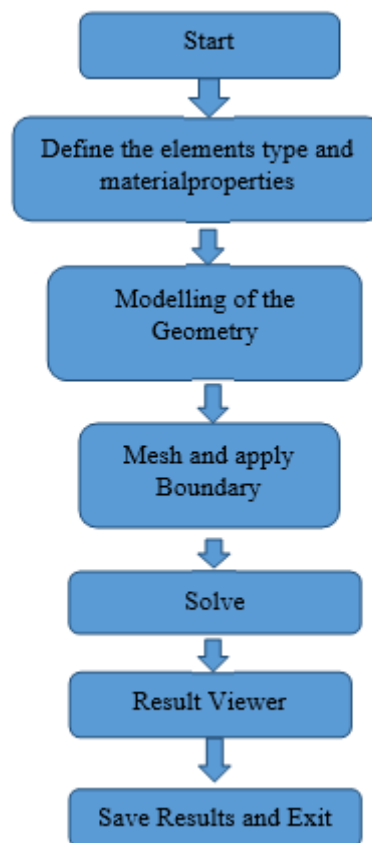 Start
Define the elements type and
materialproperties
Modelling of the
Geometry
Mesh and apply
Boundary
Solve
Result Viewer
Save Results and Exit